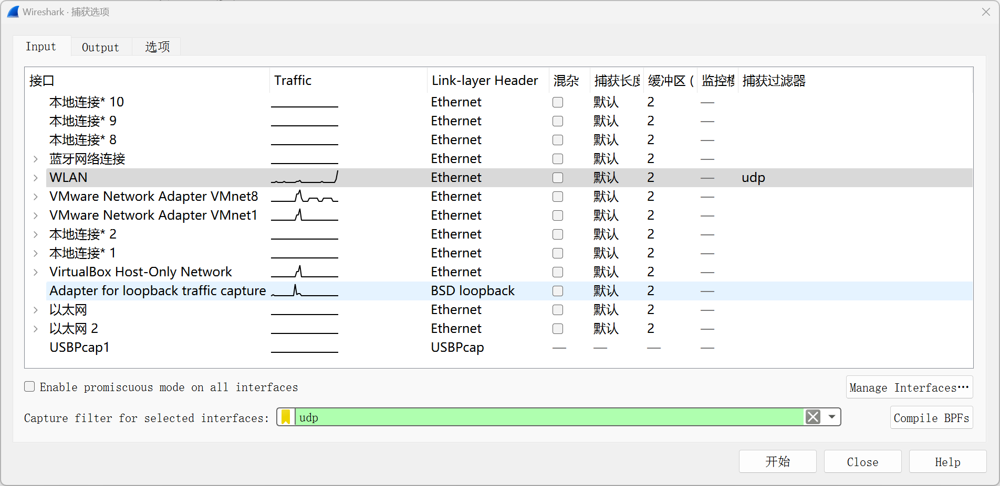 Wireshark · 捕获选项
Input Output 选项
接口 Traffic Link-layer Header 混杂 捕获长度 缓冲区 ( 监控模 捕获过滤器
本地连接* 10 Ethernet 默认 2 —
本地连接* 9 Ethernet 默认 2 —
本地连接* 8 Ethernet 默认 2 —
蓝牙网络连接 Ethernet 默认 2 —
WLAN Ethernet 默认 2 — udp
VMware Network Adapter VMnet8 Ethernet 默认 2 —
VMware Network Adapter VMnet1 Ethernet 默认 2 —
本地连接* 2 Ethernet 默认 2 —
本地连接* 1 Ethernet 默认 2 —
VirtualBox Host-Only Network Ethernet 默认 2 —
Adapter for loopback traffic capture BSD loopback 默认 2 —
以太网 Ethernet 默认 2 —
以太网 2 Ethernet 默认 2 —
USBPcap1 USBPcap — — — —
Enable promiscuous mode on all interfaces Manage Interfaces…
Capture filter for selected interfaces: udp Compile BPFs
开始 Close Help